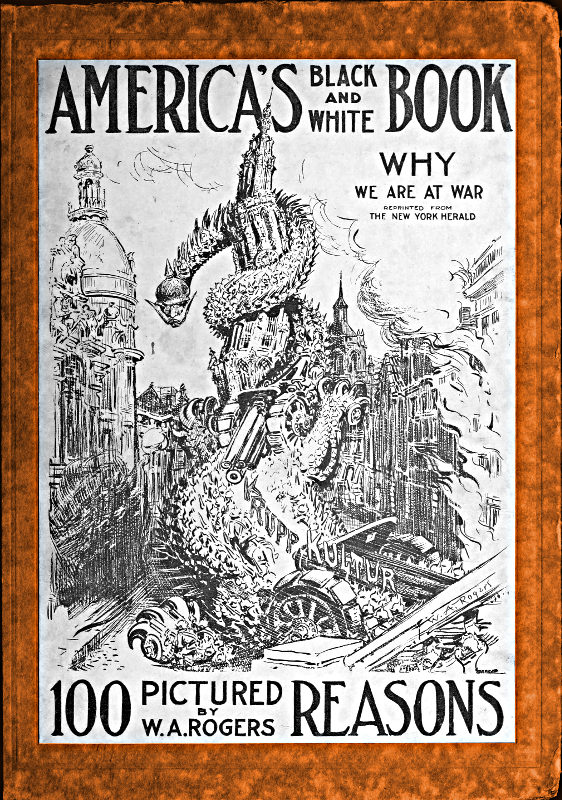 AMERICA'S BLACK AND WHITE BOOK
WHY
WE ARE AT WAR
REPRINTED FROM
THE NEW YORK HERALD
KRUPP KULTUR
W.A. Rogers
100 PICTURED BY W.A.ROGERS REASONS